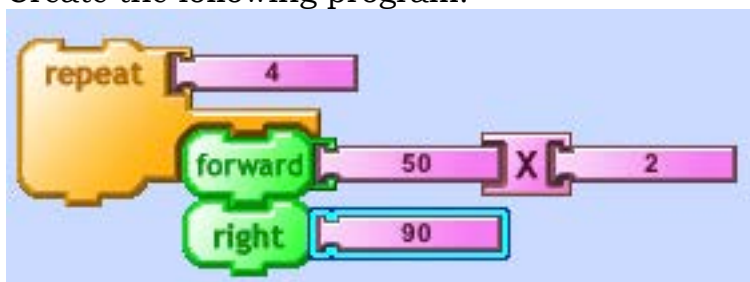 Create the following program:
repeat 4
forward 50 X 2
right 90